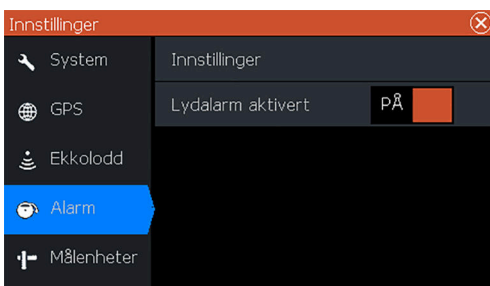 Innstillinger
System
Innstillinger
GPS
Lydalarm aktivert PÅ
Ekkolodd
Alarm
Målenheter